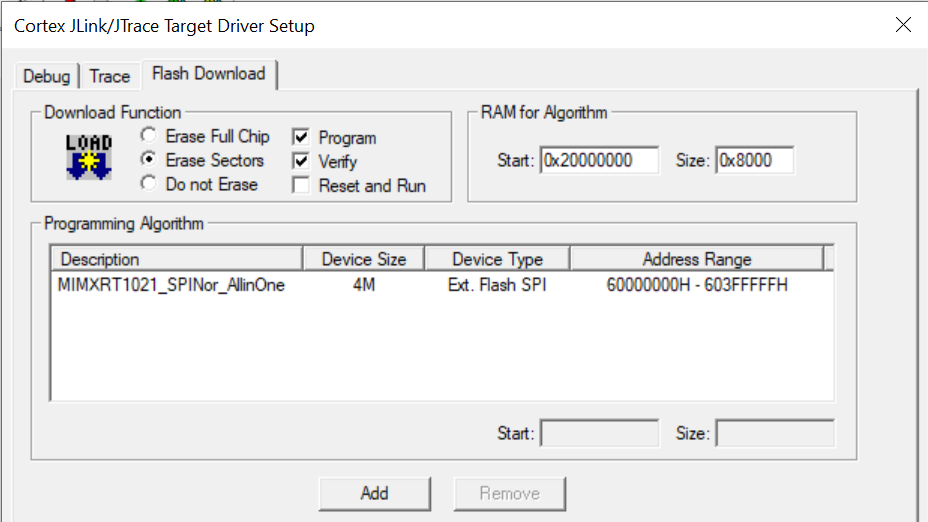 Cortex JLink/JTrace Target Driver Setup
Debug Trace Flash Download
Download Function
LOAD
Erase Full Chip
Erase Sectors
Do not Erase
Program
Verify
Reset and Run
RAM for Algorithm
Start: 0x20000000 Size: 0x8000
Programming Algorithm
Description Device Size Device Type Address Range
MIMXRT1021_SPINor_AllinOne 4M Ext. Flash SPI 60000000H - 603FFFFFH
Start: Size:
Add Remove